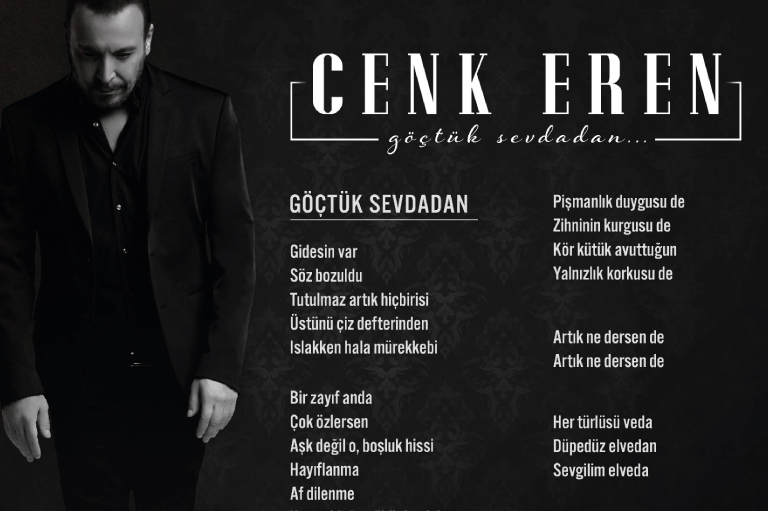 CENK EREN
göçtük sevdadan...
GÖÇTÜK SEVDADAN
Gidesin var
Söz bozuldu
Tutulmaz artık hiçbirisi
Üstünü çiz defterinden
Islakken hala mürekkebi
Bir zayıf anda
Çok özlersen
Aşk değil o, boşluk hissi
Hayıflanma
Af dilenme
Pişmanlık duygusu de
Zihninin kurgusu de
Kör kütük avuttuğun
Yalnızlık korkusu de
Artık ne dersen de
Artık ne dersen de
Her türlüsü veda
Düpedüz elvedan
Sevgilim elveda